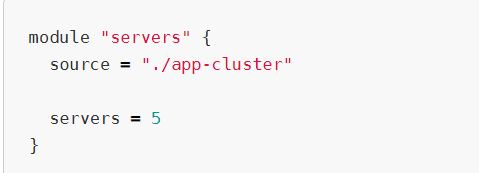 module "servers" {
  source = "./app-cluster"

  servers = 5
}